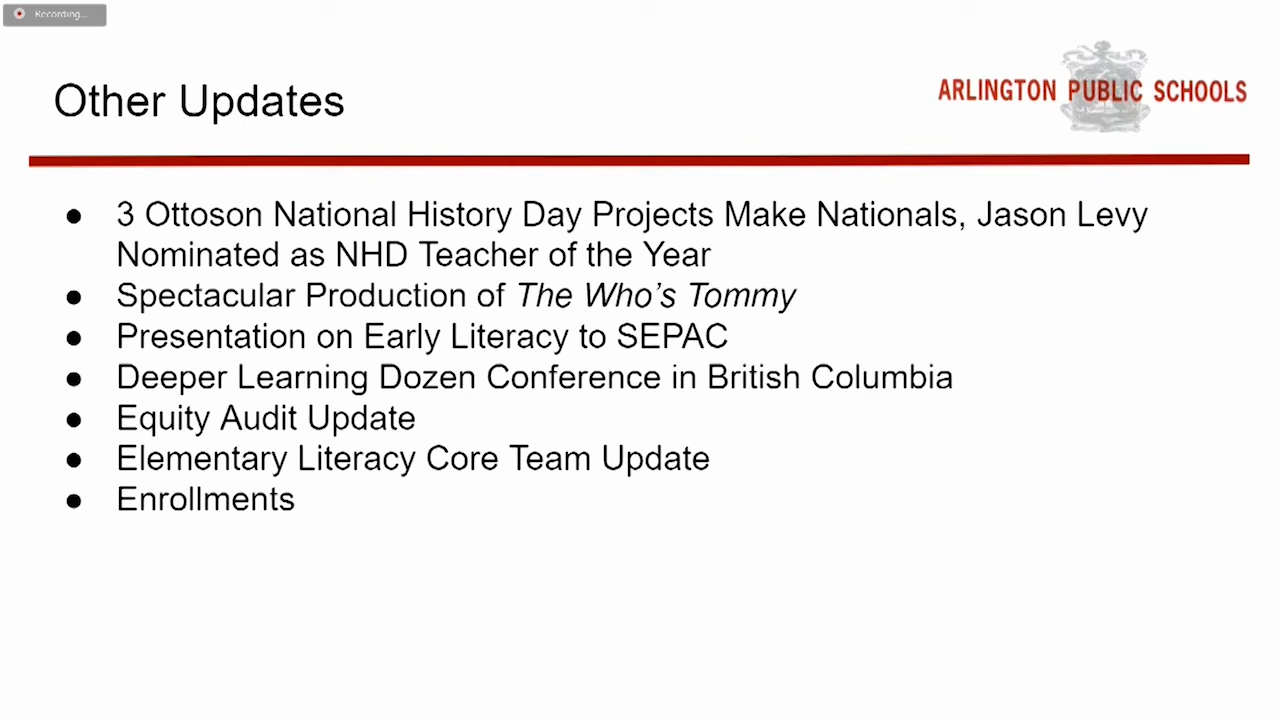 Recording...
Other Updates
ARLINGTON PUBLIC SCHOOLS
● 3 Ottoson National History Day Projects Make Nationals, Jason Levy
Nominated as NHD Teacher of the Year
● Spectacular Production of The Who's Tommy
● Presentation on Early Literacy to SEPAC
● Deeper Learning Dozen Conference in British Columbia
● Equity Audit Update
● Elementary Literacy Core Team Update
● Enrollments